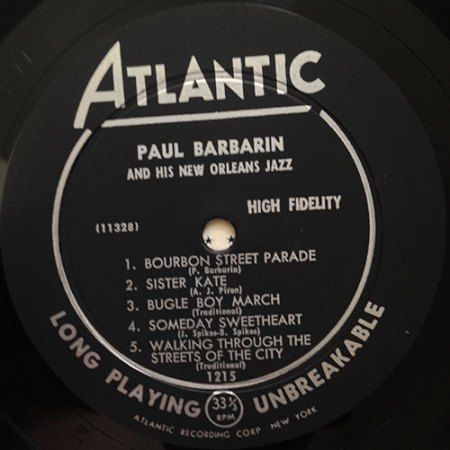 ATLANTIC
PAUL BARBARIN
AND HIS NEW ORLEANS JAZZ
HIGH FIDELITY
(11328)
1. BOURBON STREET PARADE
(P. Barbarin)
2. SISTER KATE
(A. J. Piron)
3. BUGLE BOY MARCH
(Traditional)
4. SOMEDAY SWEETHEART
(J. Spikes-B. Spikes)
5. WALKING THROUGH THE
STREETS OF THE CITY
(Traditional)
1215
LONG PLAYING 33⅓ RPM UNBREAKABLE
ATLANTIC RECORDING CORP NEW YORK